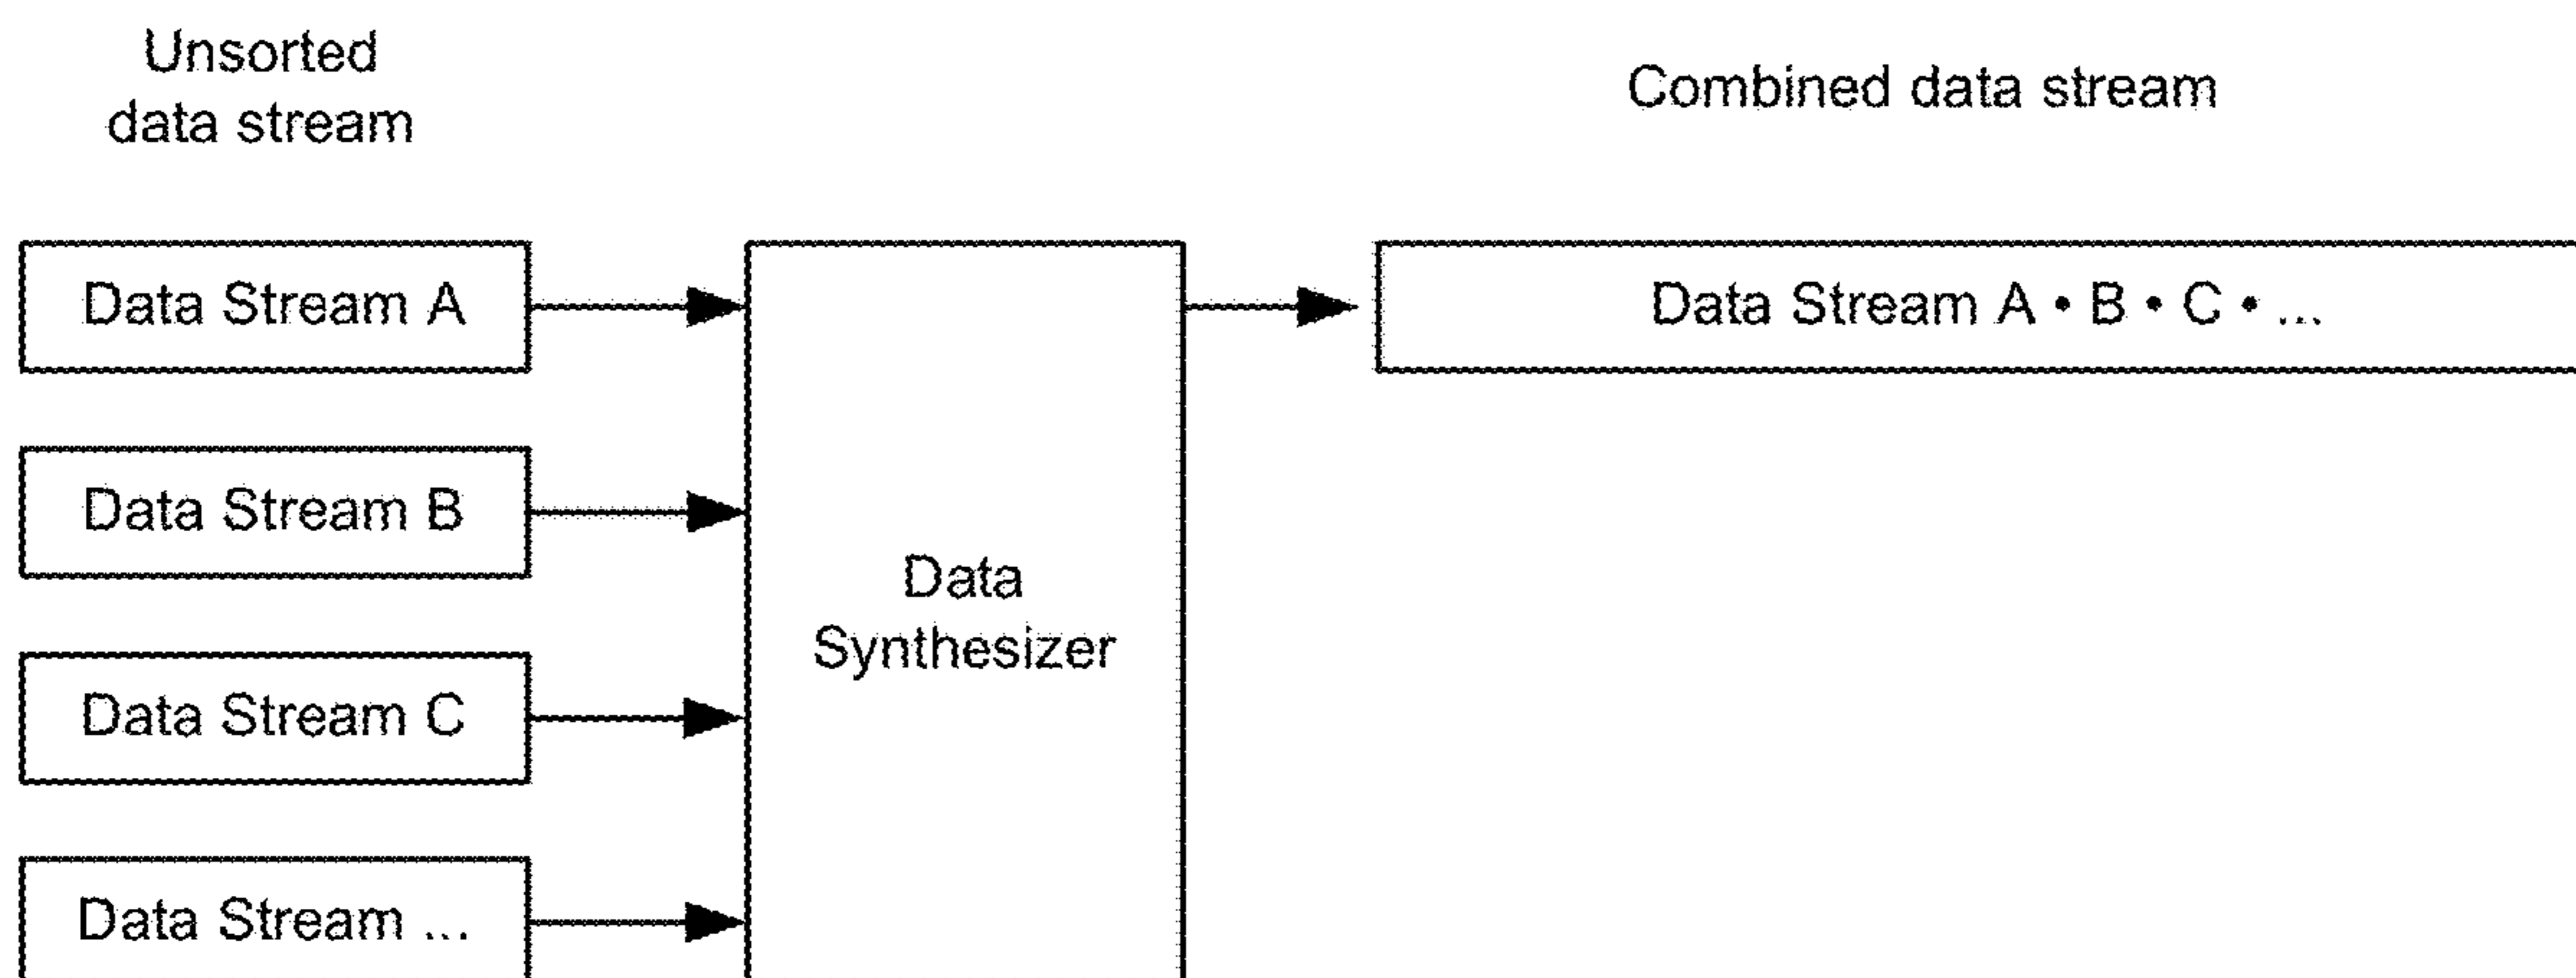 Unsorted
data stream
Combined data stream
Data Stream A
Data Stream A • B • C • ...
Data Stream B
Data
Synthesizer
Data Stream C
Data Stream ...